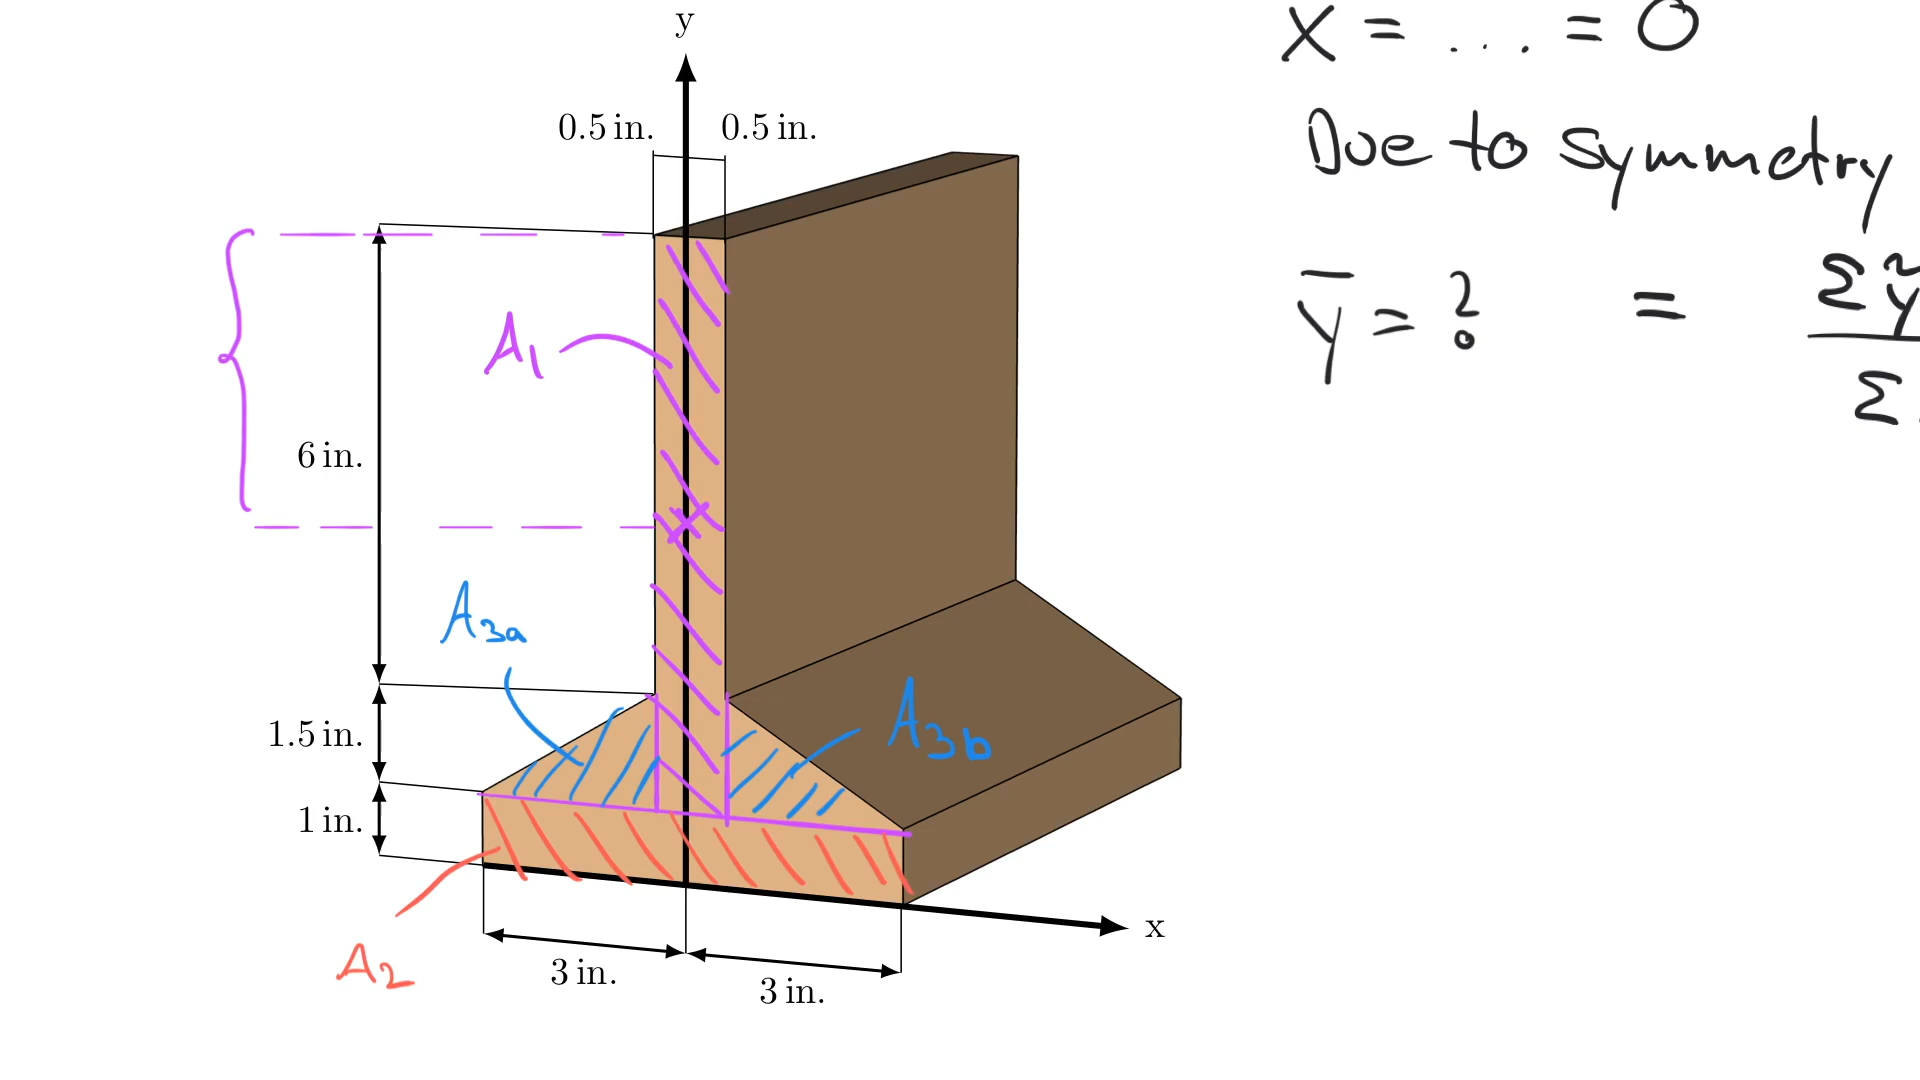 y
0.5 in. 0.5 in.
A1
6 in.
A3a
1.5 in.
A3b
1 in.
x
A2
3 in.
3 in.
x = ... = 0
Due to symmetry
ȳ = ? = Σỹ
Σ